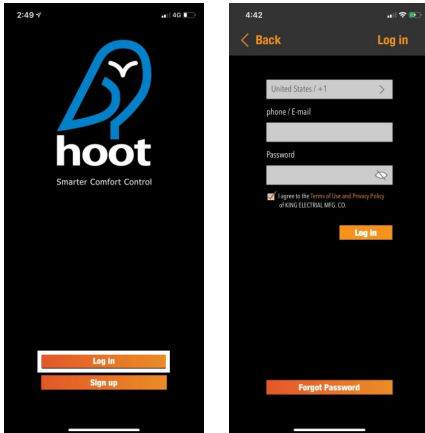 2:49
4G
hoot
Smarter Comfort Control
Log in
Sign up
4:42
Back
Log in
United States / +1
phone / E-mail
Password
I agree to the Terms of Use and Privacy Policy
of KING ELECTRIAL MFG. CO.
Log in
Forgot Password